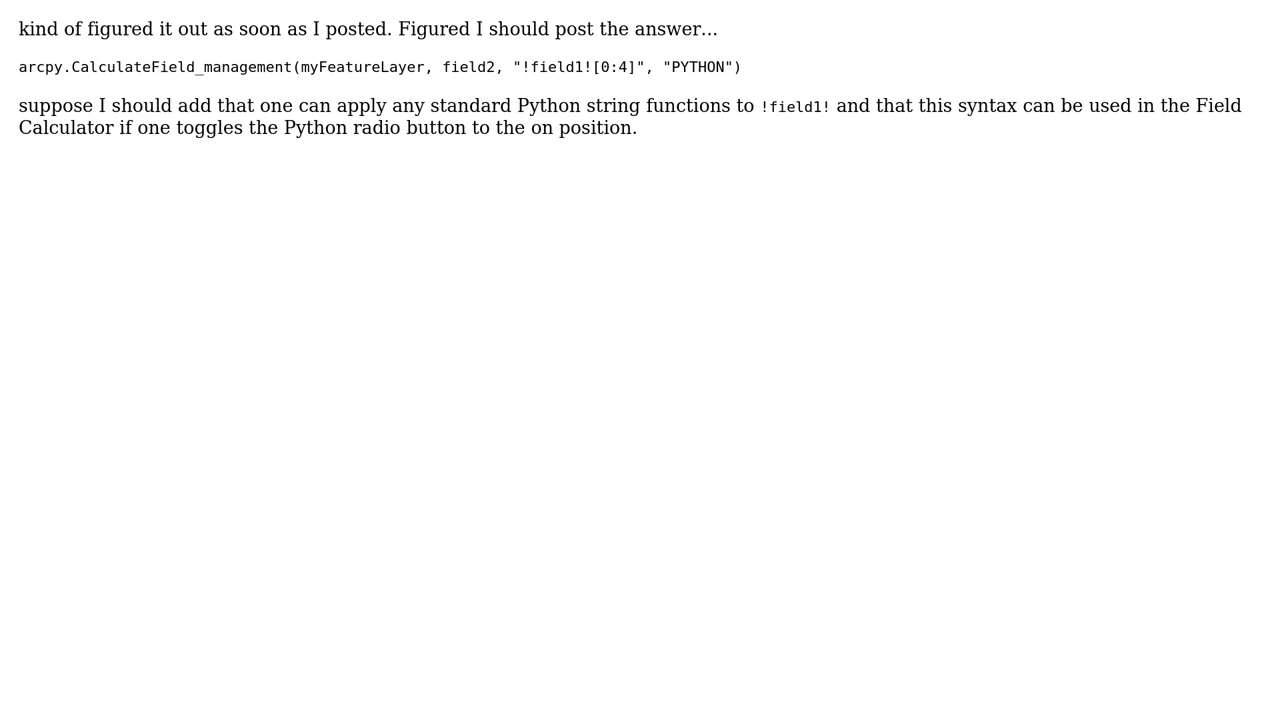 kind of figured it out as soon as I posted. Figured I should post the answer...
arcpy.CalculateField_management(myFeatureLayer, field2, "!field1![0:4]", "PYTHON")
suppose I should add that one can apply any standard Python string functions to !field1! and that this syntax can be used in the Field
Calculator if one toggles the Python radio button to the on position.